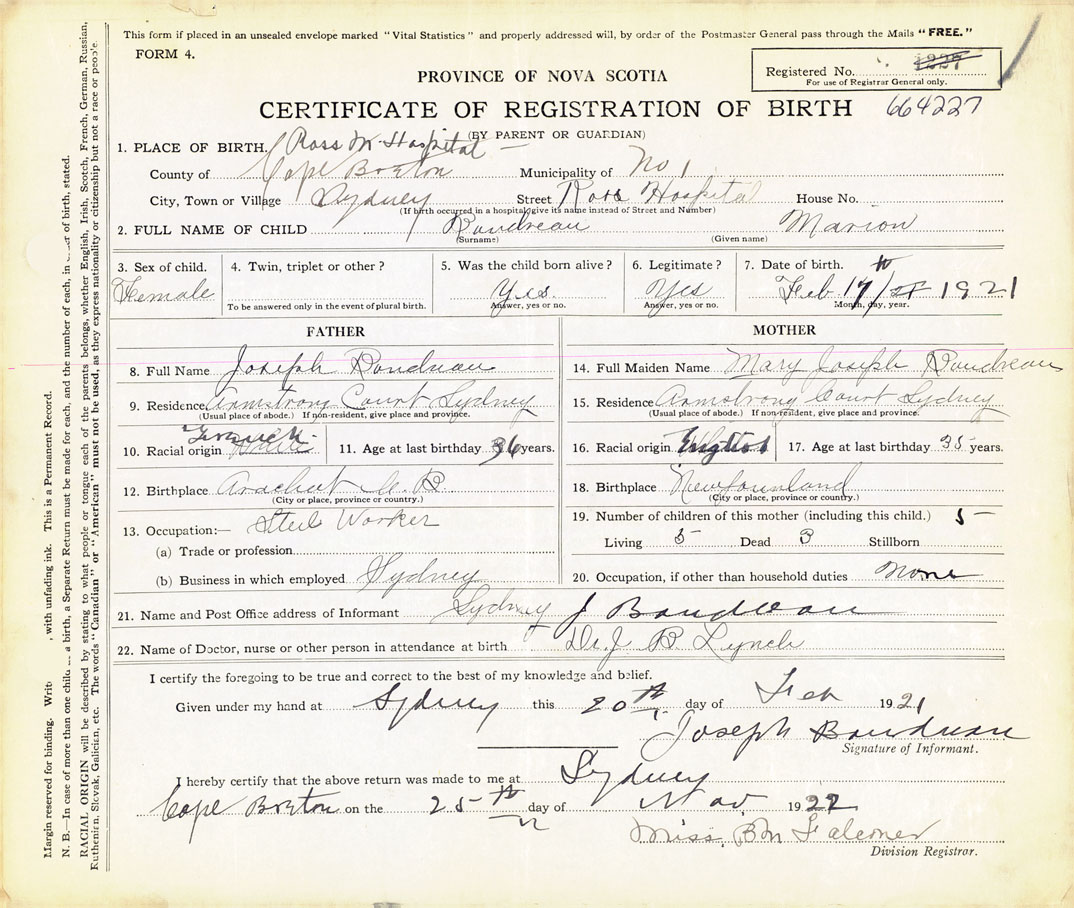 This form if placed in an unsealed envelope marked "Vital Statistics" and properly addressed will, by order of the Postmaster General pass through the Mails "FREE."
FORM 4.
Registered No. 1227
For use of Registrar General only.
PROVINCE OF NOVA SCOTIA
CERTIFICATE OF REGISTRATION OF BIRTH 664227
(BY PARENT OR GUARDIAN)
1. PLACE OF BIRTH. Ross M. Hospital
County of Cape Breton Municipality of No 1
City, Town or Village Sydney Street Ross Hospital House No.
(If birth occurred in a hospital give its name instead of Street and Number)
2. FULL NAME OF CHILD Boudreau Marion
(Surname) (Given name)
3. Sex of child. 4. Twin, triplet or other? 5. Was the child born alive? 6. Legitimate? 7. Date of birth.
Female Yes. Yes Feb 17 1921
To be answered only in the event of plural birth. Answer, yes or no. Answer, yes or no. Month, day, year.
FATHER
8. Full Name Joseph Boudreau
9. Residence Armstrong Court Sydney
(Usual place of abode.) If non-resident, give place and province.
10. Racial origin French 11. Age at last birthday 36 years.
12. Birthplace Arachat C. B
(City or place, province or country.)
13. Occupation:— Steel Worker
(a) Trade or profession
(b) Business in which employed Sydney
MOTHER
14. Full Maiden Name Mary Joseph Boudreau
15. Residence Armstrong Court Sydney
(Usual place of abode.) If non-resident, give place and province.
16. Racial origin English 17. Age at last birthday 35 years.
18. Birthplace Newfoundland
(City or place, province or country.)
19. Number of children of this mother (including this child.) 5
Living 5 Dead 3 Stillborn
20. Occupation, if other than household duties None
21. Name and Post Office address of Informant Sydney J Boudreau
22. Name of Doctor, nurse or other person in attendance at birth Dr. J B Lynch
I certify the foregoing to be true and correct to the best of my knowledge and belief.
Given under my hand at Sydney this 20th day of Feb 1921
Joseph Boudreau
Signature of Informant.
I hereby certify that the above return was made to me at Sydney
Cape Breton on the 25th day of Nov 1922
Miss. BM Falconer
Division Registrar.
Margin reserved for binding. with unfading ink. This is a Permanent Record.
N. B.—In case of more than one child a birth, a Separate Return must be made for each, and the number of each, in of birth, stated.
RACIAL ORIGIN will be described by stating to what people or tongue each of the parents belongs, whether English, Irish, Scotch, French, German, Russian,
Ruthenian, Slovak, Galician, etc. The words "Canadian" or "American" must not be used, as they express nationality or citizenship but not a race or people.